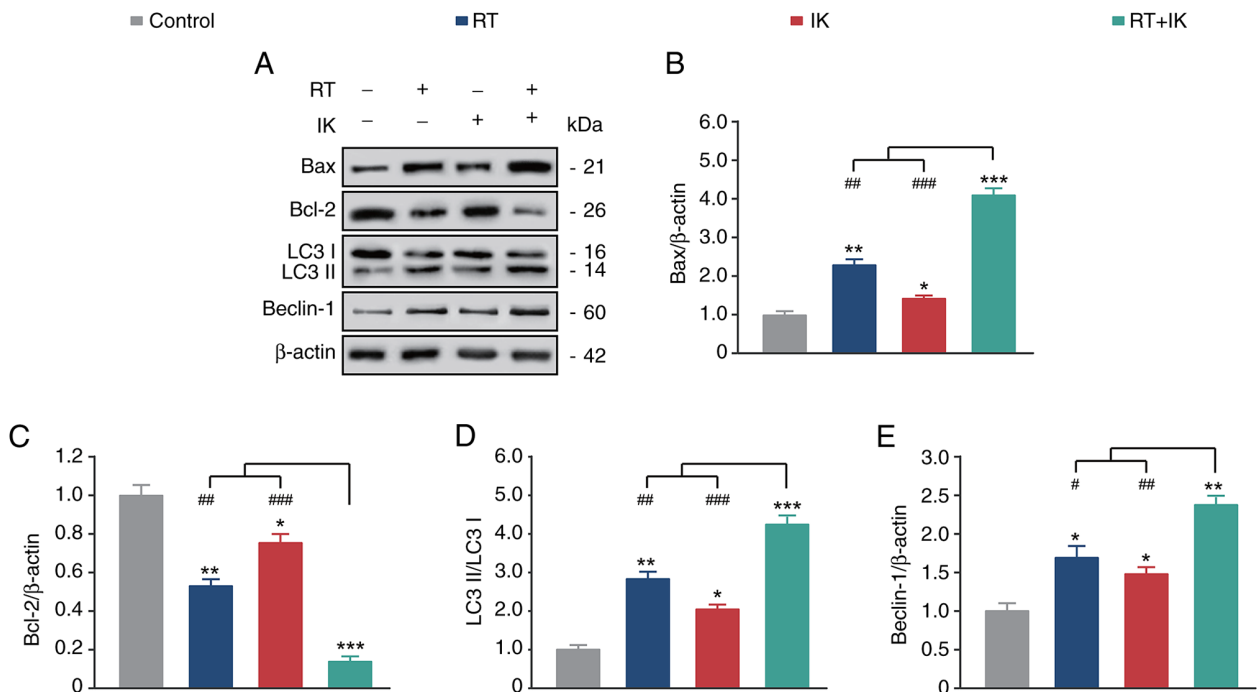 Control RT IK RT+IK
A
RT – + – +
IK – – + + kDa
Bax - 21
Bcl-2 - 26
LC3 I - 16
LC3 II - 14
Beclin-1 - 60
β-actin - 42
B
Bax/β-actin
6.0
5.0
4.0
3.0
2.0
1.0
0
## ###
** * ***
C
Bcl-2/β-actin
1.2
1.0
0.8
0.6
0.4
0.2
0
## ###
** * ***
D
LC3 II/LC3 I
6.0
5.0
4.0
3.0
2.0
1.0
0
## ###
** * ***
E
Beclin-1/β-actin
3.0
2.5
2.0
1.5
1.0
0.5
0
# ##
* * **